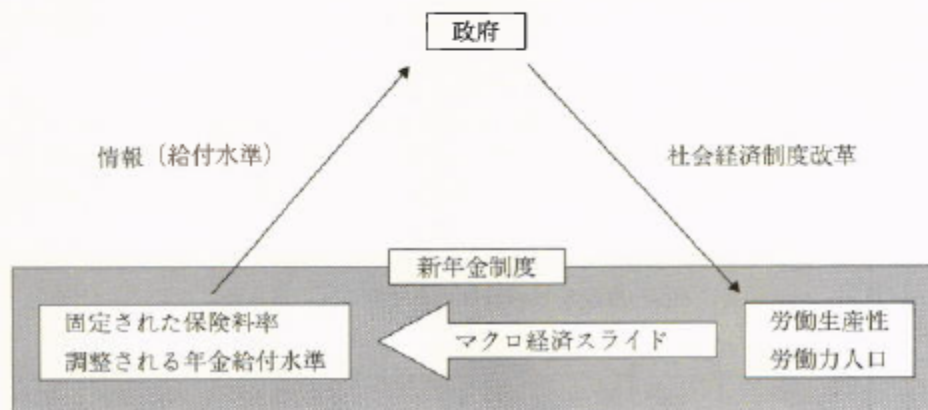 政府
情報〔給付水準〕
社会経済制度改革
新年金制度
固定された保険料率
調整される年金給付水準
マクロ経済スライド
労働生産性
労働力人口